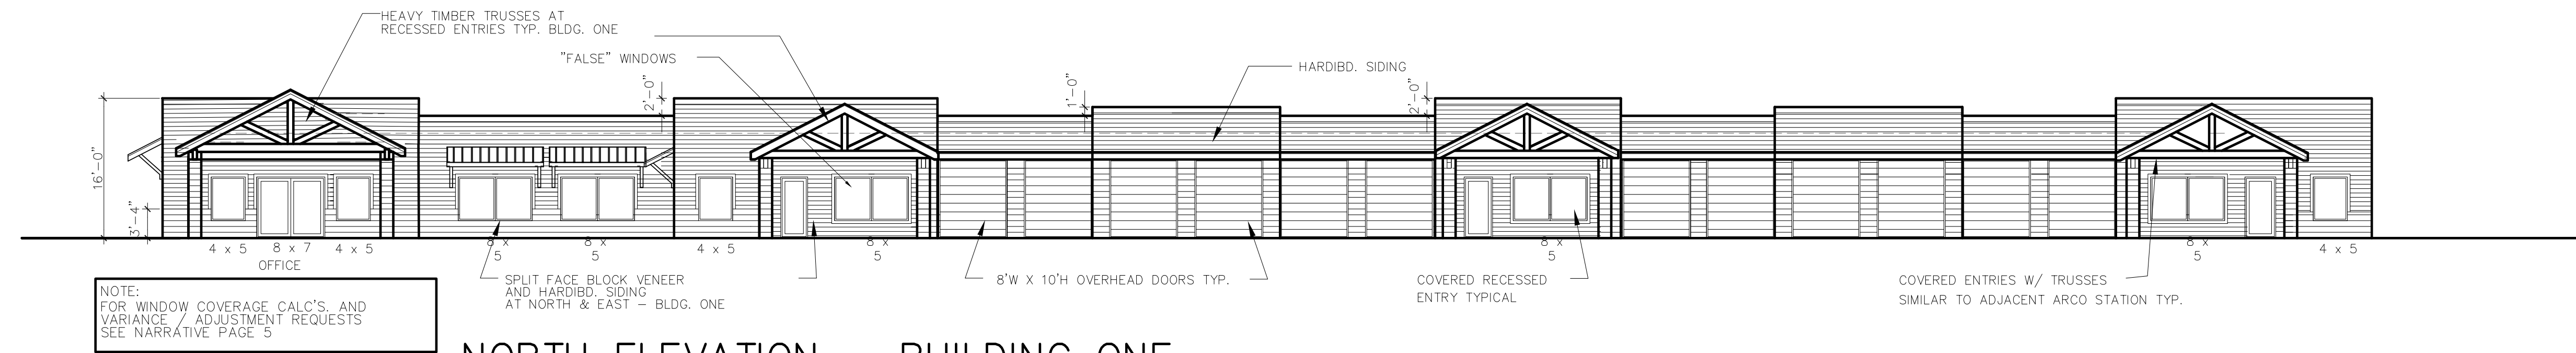 HEAVY TIMBER TRUSSES AT
RECESSED ENTRIES TYP. BLDG. ONE
"FALSE" WINDOWS
HARDIBD. SIDING
2'-0"
1'-0"
2'-0"
16'-0"
3'-4"
4 x 5
8 x 7
4 x 5
OFFICE
8 x
5
8 x
5
4 x 5
8 x
5
8 x
5
8 x
5
4 x 5
SPLIT FACE BLOCK VENEER
AND HARDIBD. SIDING
AT NORTH & EAST – BLDG. ONE
8'W X 10'H OVERHEAD DOORS TYP.
COVERED RECESSED
ENTRY TYPICAL
COVERED ENTRIES W/ TRUSSES
SIMILAR TO ADJACENT ARCO STATION TYP.
NOTE:
FOR WINDOW COVERAGE CALC'S. AND
VARIANCE / ADJUSTMENT REQUESTS
SEE NARRATIVE PAGE 5
NORTH ELEVATION BUILDING ONE